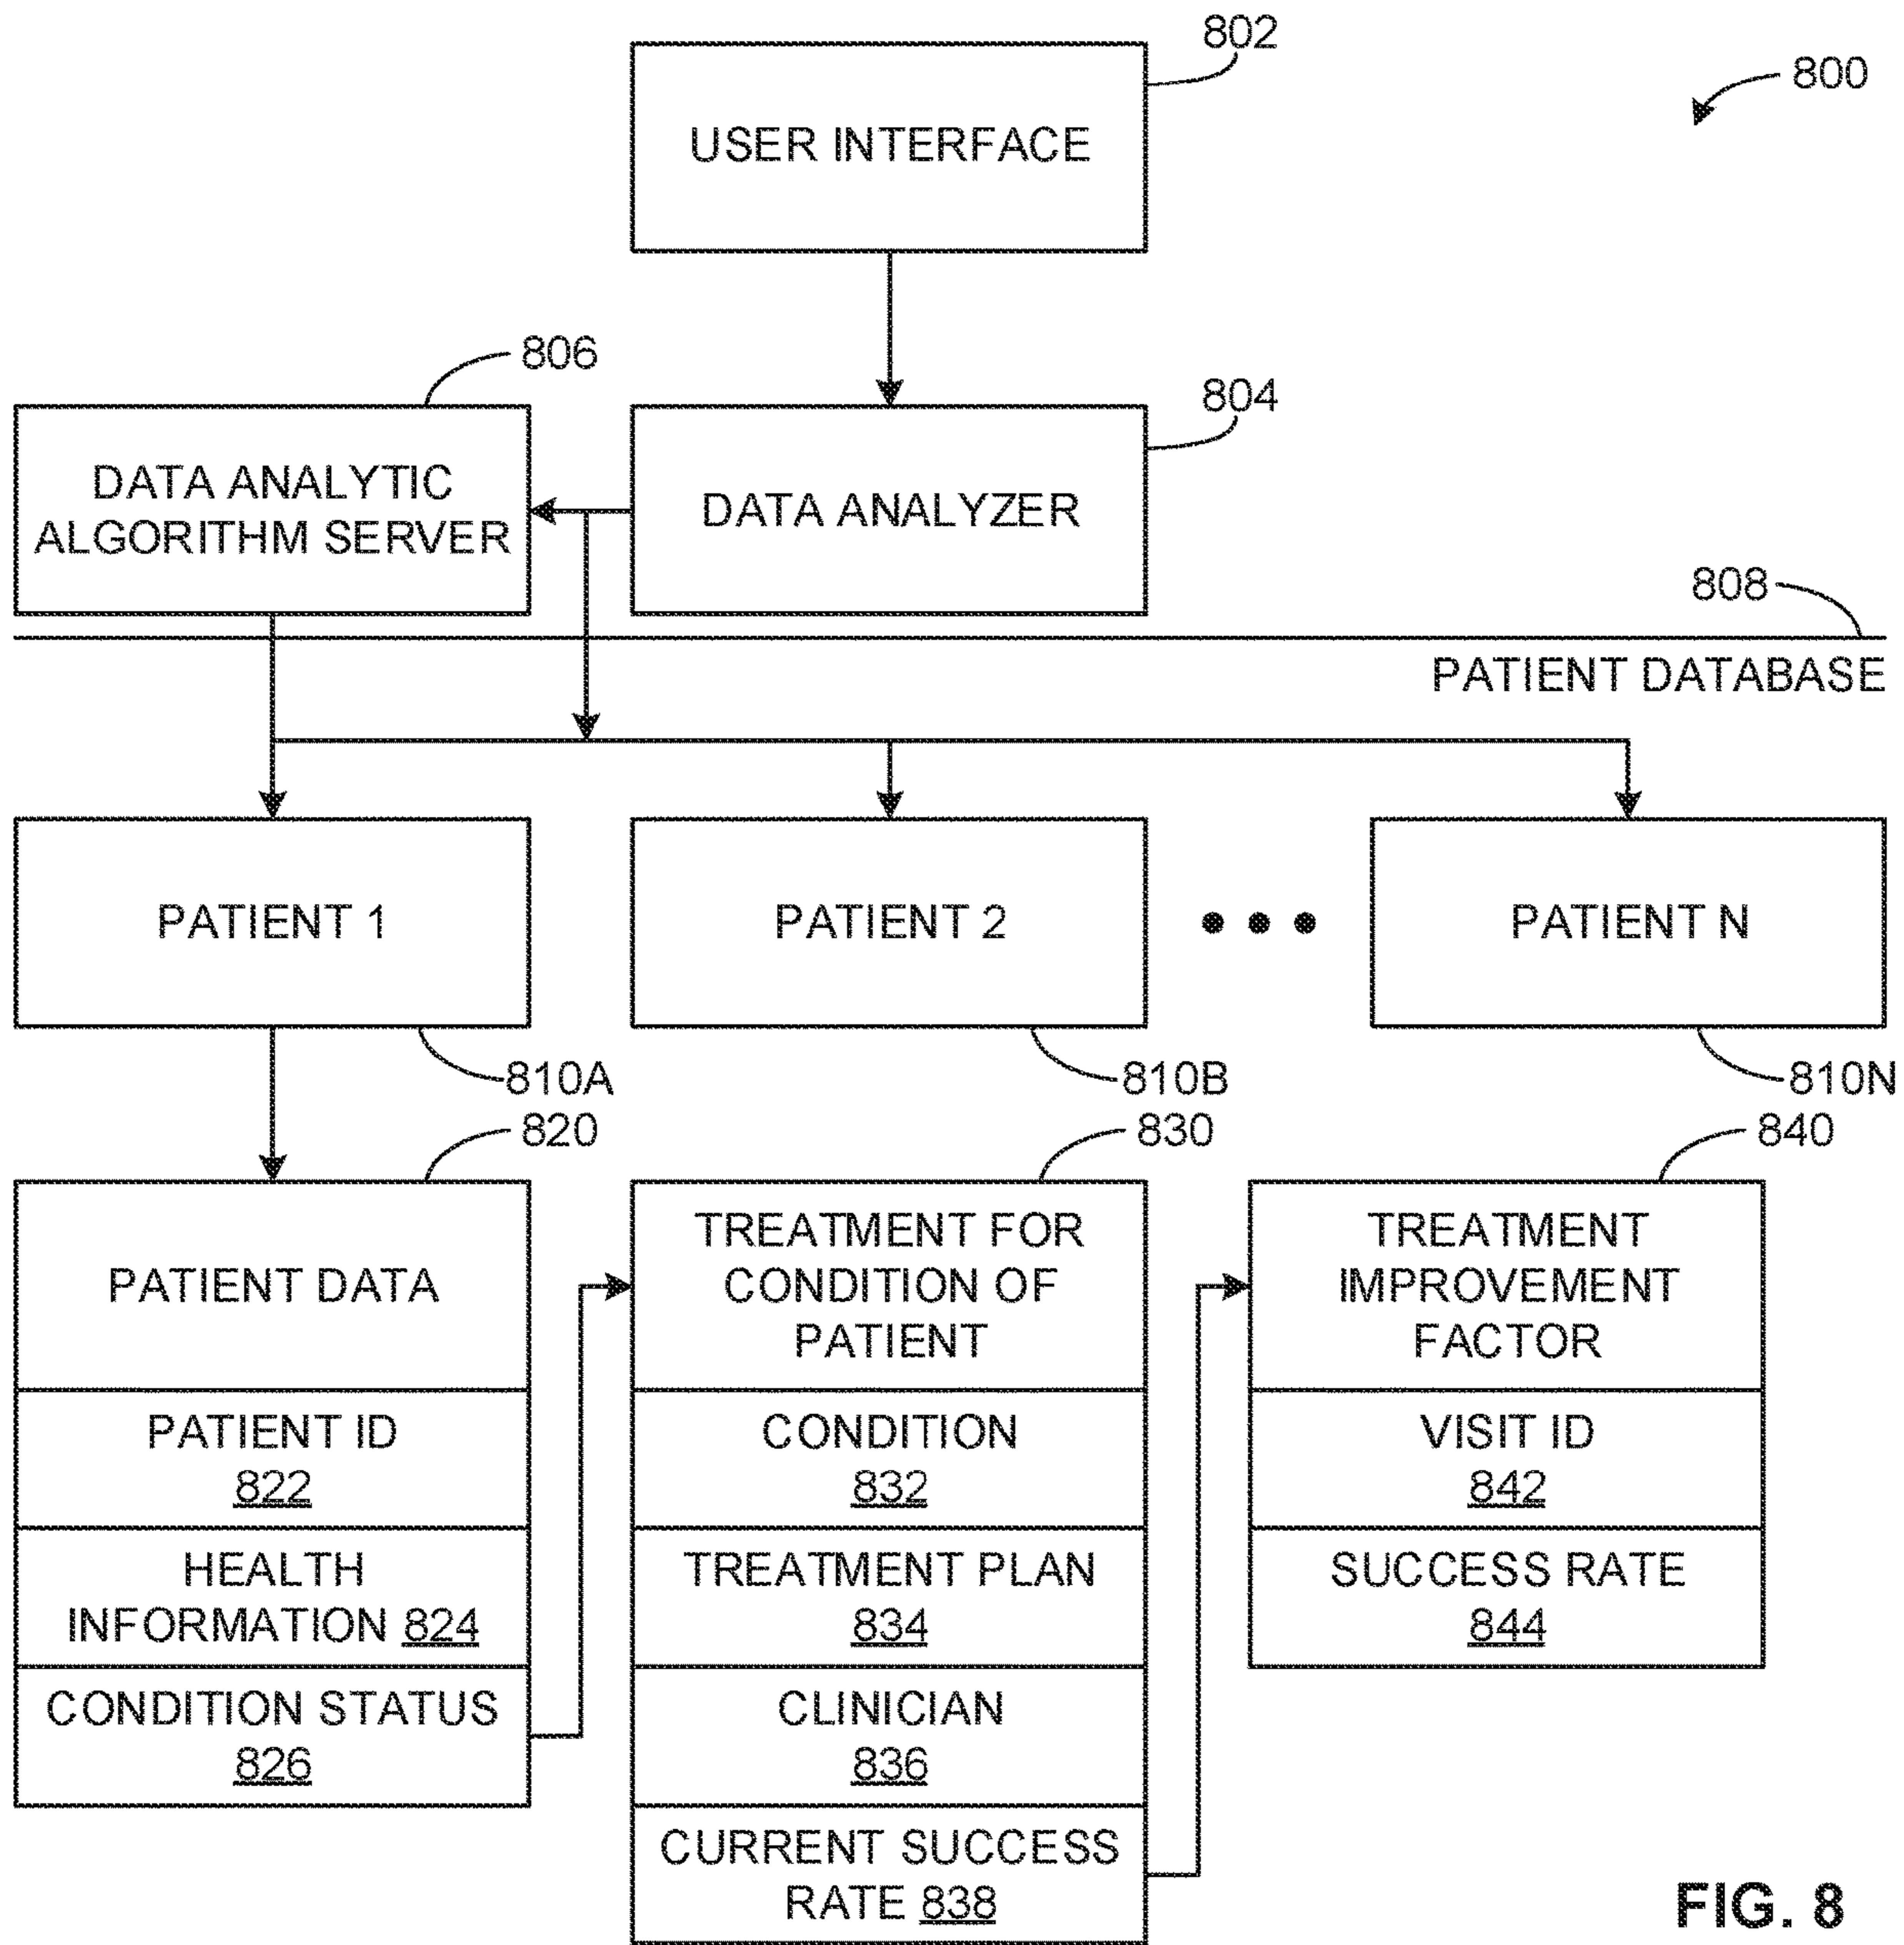 802
800
USER INTERFACE
806
804
DATA ANALYTIC
ALGORITHM SERVER
DATA ANALYZER
808
PATIENT DATABASE
PATIENT 1
PATIENT 2
PATIENT N
810A
810B
810N
820
830
840
PATIENT DATA
TREATMENT FOR
CONDITION OF
PATIENT
TREATMENT
IMPROVEMENT
FACTOR
PATIENT ID
822
CONDITION
832
VISIT ID
842
HEALTH
INFORMATION 824
TREATMENT PLAN
834
SUCCESS RATE
844
CONDITION STATUS
826
CLINICIAN
836
CURRENT SUCCESS
RATE 838
FIG. 8